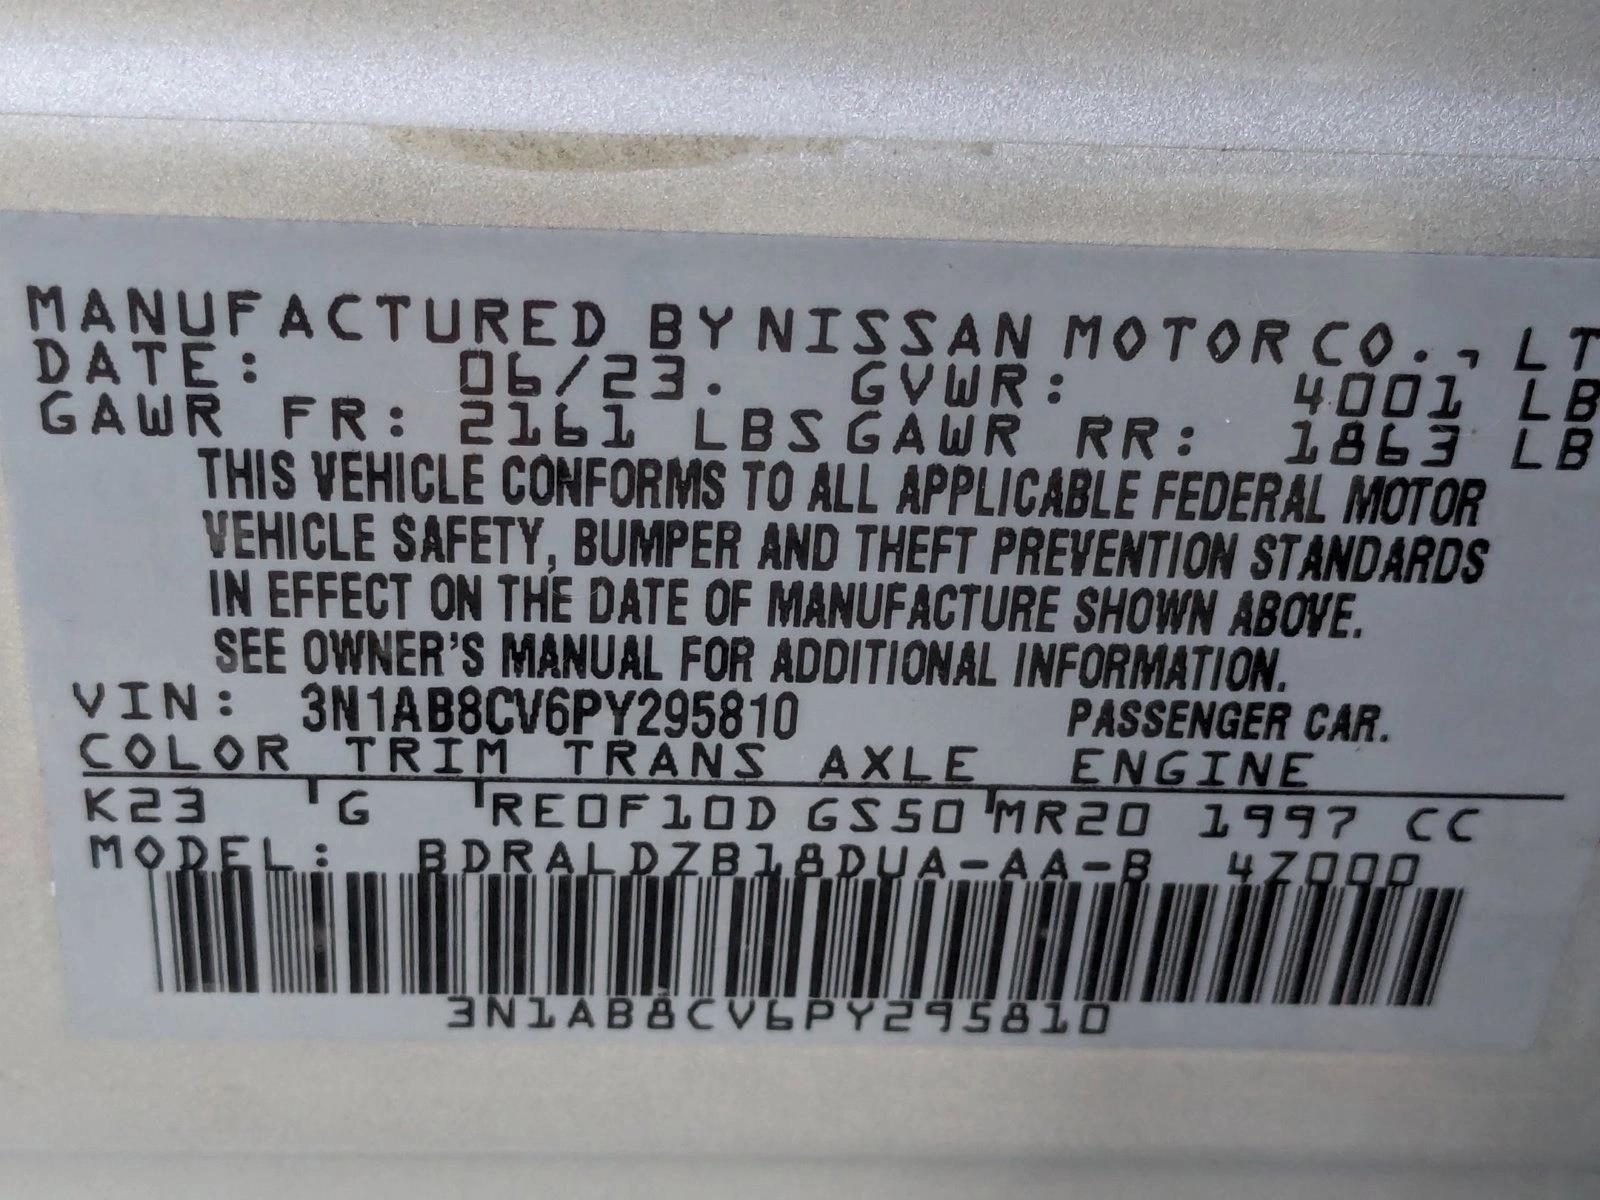 MANUFACTURED BY NISSAN MOTOR CO., LT
DATE: 06/23. GVWR: 4001 LB
GAWR FR: 2161 LBS GAWR RR: 1863 LB
THIS VEHICLE CONFORMS TO ALL APPLICABLE FEDERAL MOTOR
VEHICLE SAFETY, BUMPER AND THEFT PREVENTION STANDARDS
IN EFFECT ON THE DATE OF MANUFACTURE SHOWN ABOVE.
SEE OWNER'S MANUAL FOR ADDITIONAL INFORMATION.
VIN: 3N1AB8CV6PY295810 PASSENGER CAR.
COLOR TRIM TRANS AXLE ENGINE
K23 G RE0F10D GS50 MR20 1997 CC
MODEL: BDRALDZB18DUA-AA-B 4Z000
3N1AB8CV6PY295810